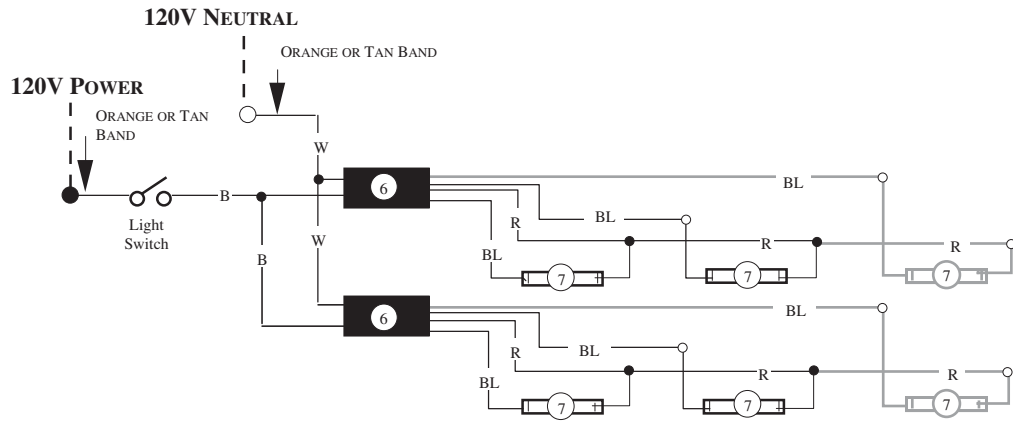 120V NEUTRAL
ORANGE OR TAN BAND
120V POWER
ORANGE OR TAN
BAND
W
6
BL
B
Light
Switch
R
BL
W
R
R
B
BL
7
7
7
6
BL
R
BL
BL
R
R
7
7
7